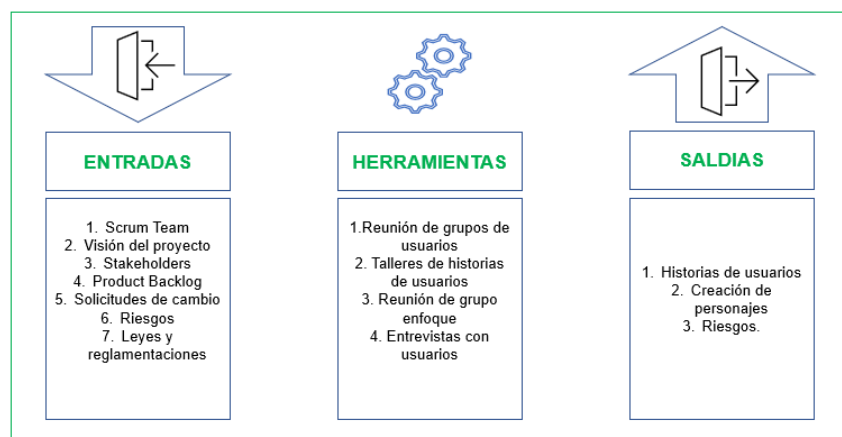 ENTRADAS
1. Scrum Team
2. Visión del proyecto
3. Stakeholders
4. Product Backlog
5. Solicitudes de cambio
6. Riesgos
7. Leyes y
reglamentaciones
HERRAMIENTAS
1.Reunión de grupos de
usuarios
2. Talleres de historias
de usuarios
3. Reunión de grupo
enfoque
4. Entrevistas con
usuarios
SALDIAS
1. Historias de usuarios
2. Creación de
personajes
3. Riesgos.